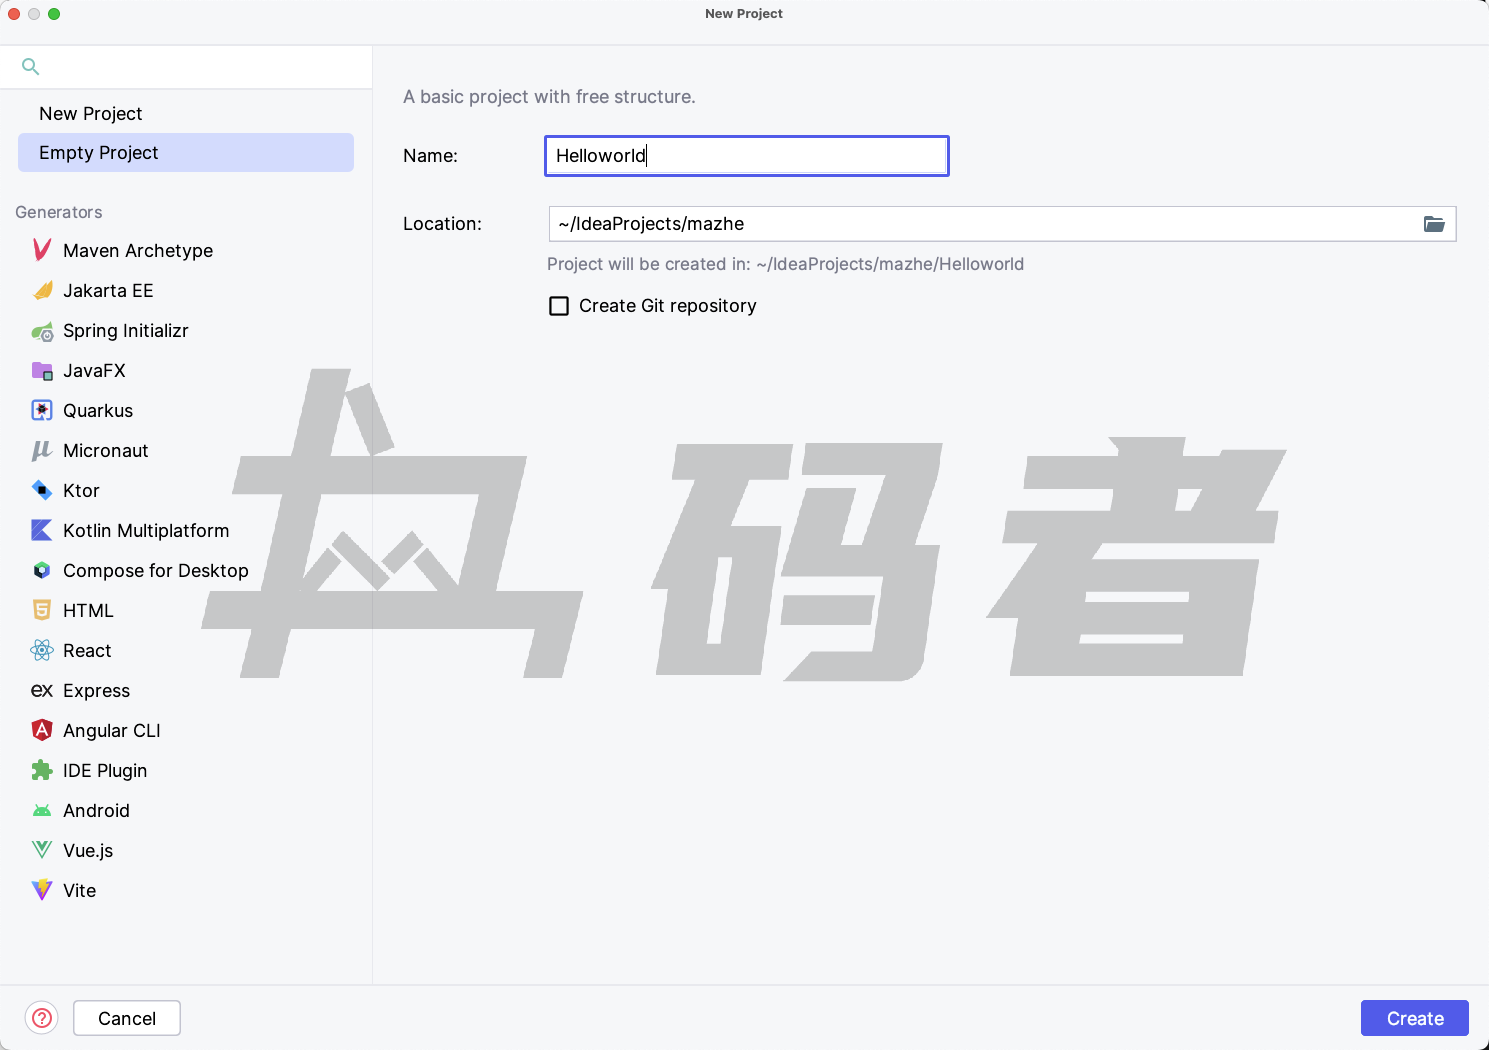 New Project
New Project
Empty Project
Generators
Maven Archetype
Jakarta EE
Spring Initializr
JavaFX
Quarkus
Micronaut
Ktor
Kotlin Multiplatform
Compose for Desktop
HTML
React
ex Express
Angular CLI
IDE Plugin
Android
Vue.js
Vite
A basic project with free structure.
Name: Helloworld
Location: ~/IdeaProjects/mazhe
Project will be created in: ~/IdeaProjects/mazhe/Helloworld
Create Git repository
码者
Cancel
Create